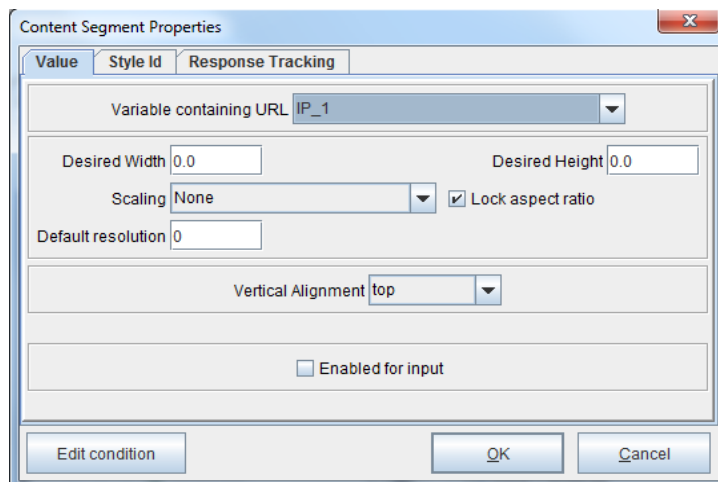 Content Segment Properties
Value Style Id Response Tracking
Variable containing URL IP_1
Desired Width 0.0 Desired Height 0.0
Scaling None Lock aspect ratio
Default resolution 0
Vertical Alignment top
Enabled for input
Edit condition OK Cancel